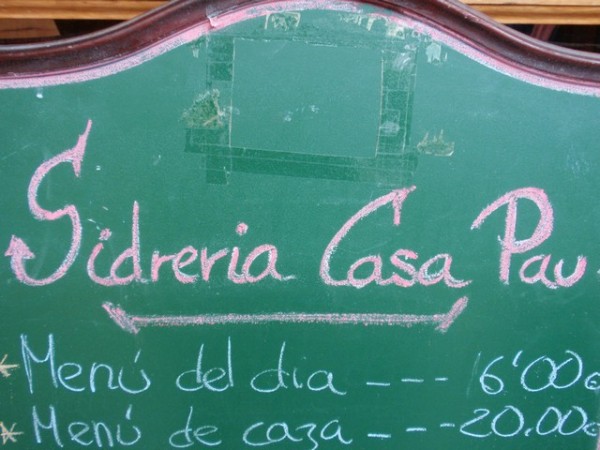 Sidreria Casa Pau
* Menú del dia --- 6'00€
* Menú de caza --- 20.00€